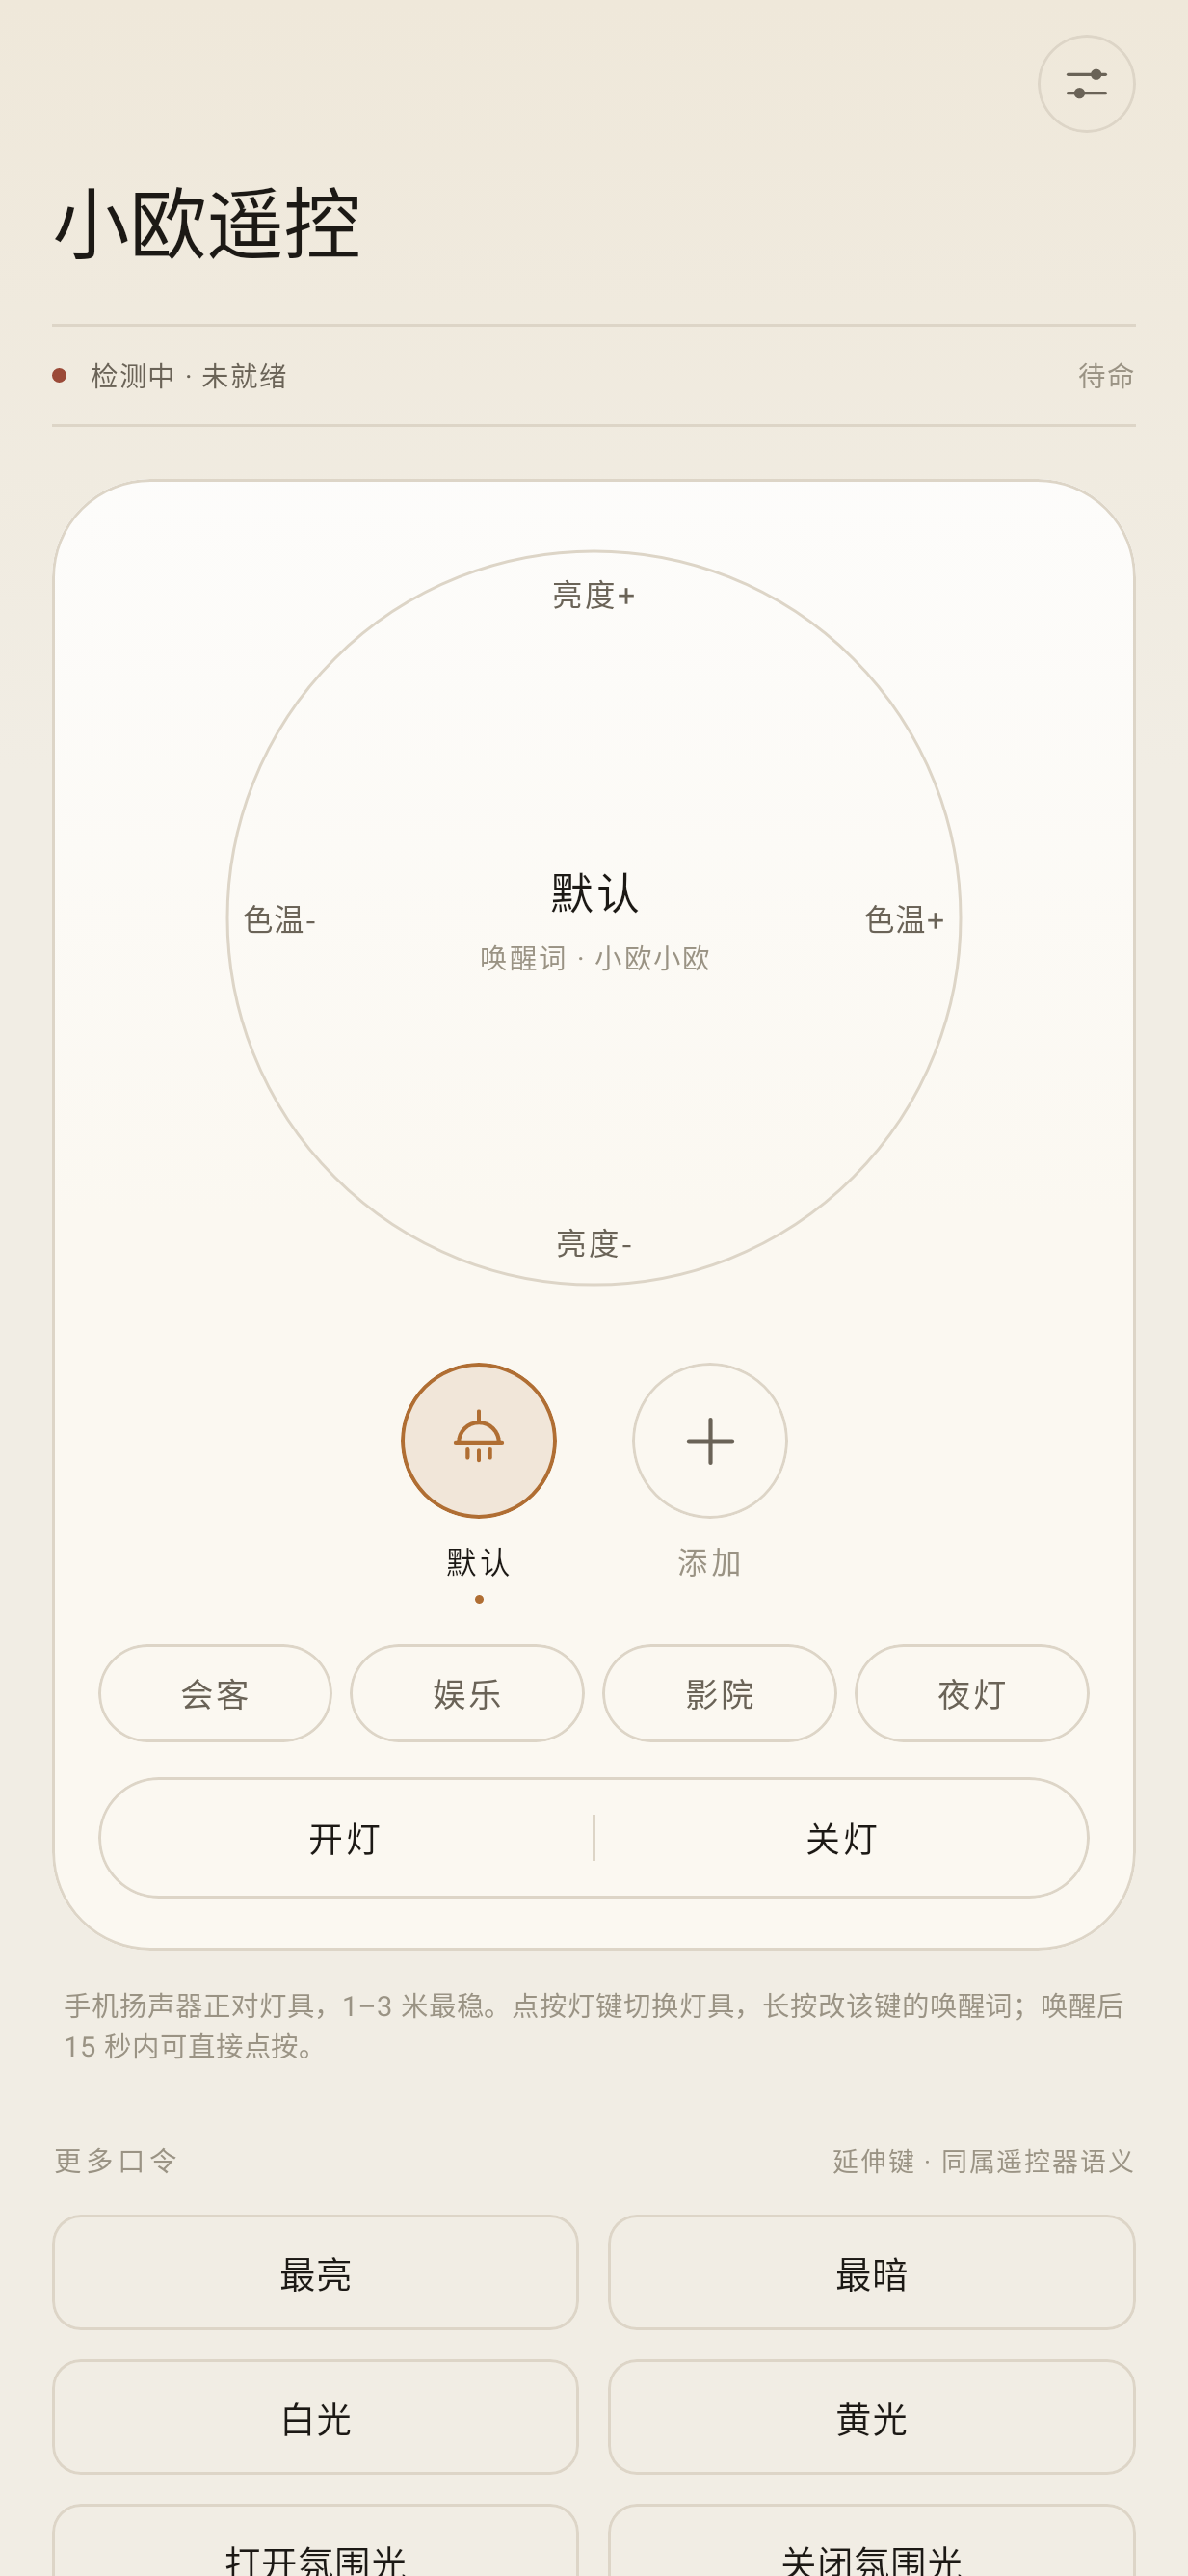 小欧遥控
检测中 · 未就绪
待命
亮度+
色温-
默认
色温+
唤醒词 · 小欧小欧
亮度-
默认
添加
会客
娱乐
影院
夜灯
开灯
关灯
手机扬声器正对灯具，1–3 米最稳。点按灯键切换灯具，长按改该键的唤醒词；唤醒后
15 秒内可直接点按。
更多口令
延伸键 · 同属遥控器语义
最亮
最暗
白光
黄光
打开氛围光
关闭氛围光